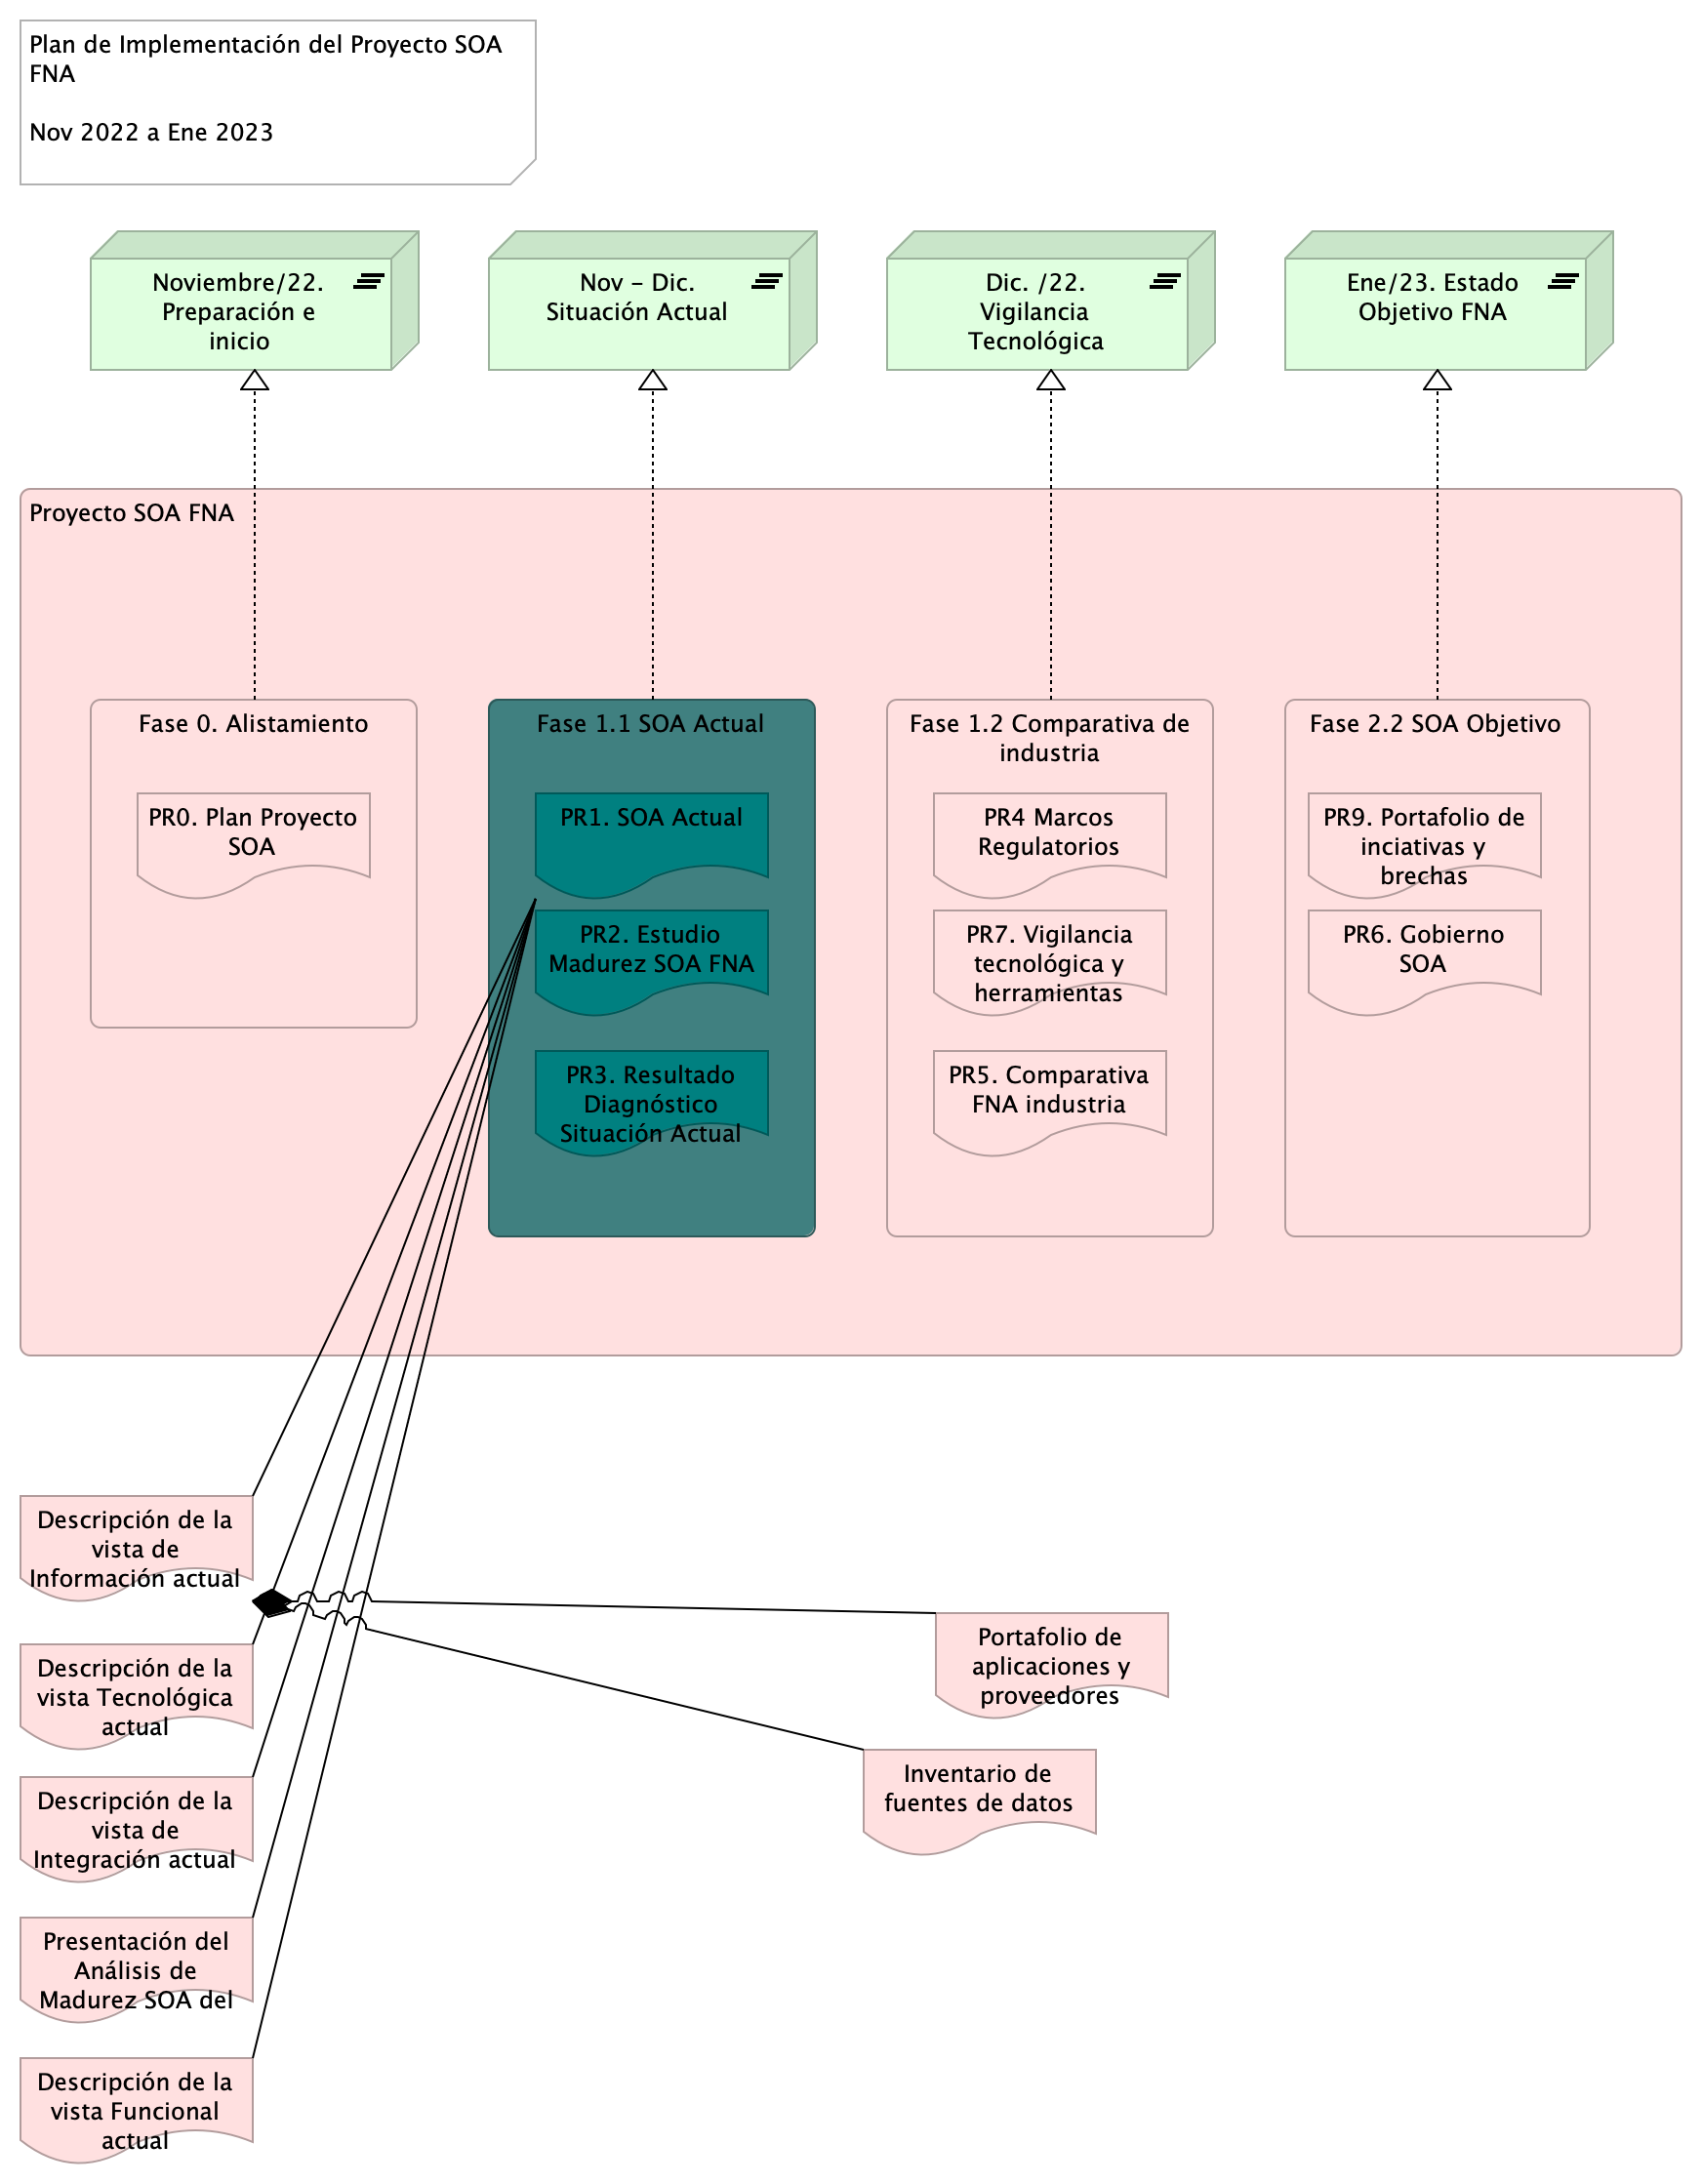 Plan de Implementación del Proyecto SOA
FNA
Nov 2022 a Ene 2023
Noviembre/22.
Preparación e
inicio
Nov – Dic.
Situación Actual
Dic. /22.
Vigilancia
Tecnológica
Ene/23. Estado
Objetivo FNA
Proyecto SOA FNA
Fase 0. Alistamiento
PR0. Plan Proyecto
SOA
Fase 1.1 SOA Actual
PR1. SOA Actual
PR2. Estudio
Madurez SOA FNA
PR3. Resultado
Diagnóstico
Situación Actual
Fase 1.2 Comparativa de
industria
PR4 Marcos
Regulatorios
PR7. Vigilancia
tecnológica y
herramientas
PR5. Comparativa
FNA industria
Fase 2.2 SOA Objetivo
PR9. Portafolio de
inciativas y
brechas
PR6. Gobierno
SOA
Descripción de la
vista de
Información actual
Descripción de la
vista Tecnológica
actual
Descripción de la
vista de
Integración actual
Presentación del
Análisis de
Madurez SOA del
Descripción de la
vista Funcional
actual
Portafolio de
aplicaciones y
proveedores
Inventario de
fuentes de datos